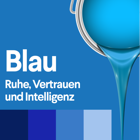 Blau
Ruhe, Vertrauen
und Intelligenz